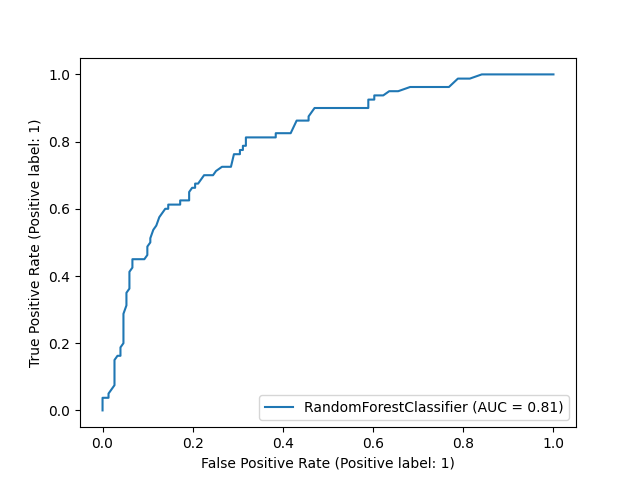 1.0
0.8
0.6
0.4
0.2
0.0
True Positive Rate (Positive label: 1)
RandomForestClassifier (AUC = 0.81)
0.0 0.2 0.4 0.6 0.8 1.0
False Positive Rate (Positive label: 1)